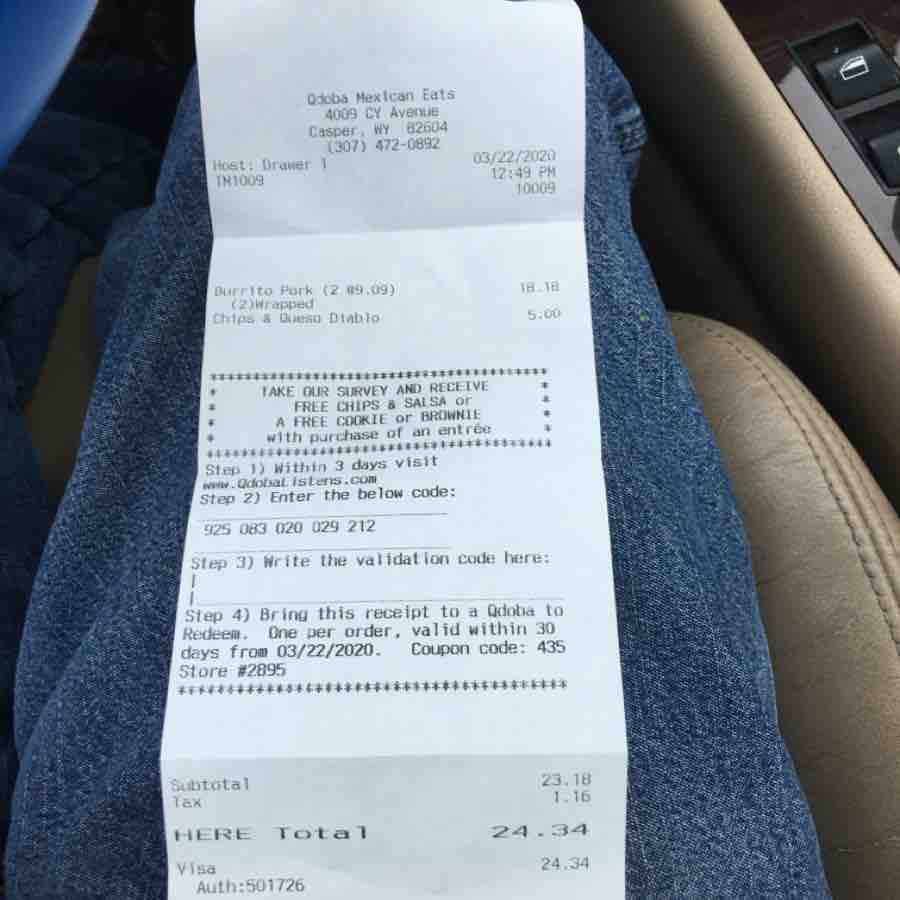 Qdoba Mexican Eats
4009 CY Avenue
Casper, WY 82604
(307) 472-0892
Host: Drawer 1 03/22/2020
TM1009 12:49 PM
10009
Burrito Pork (2 @9.09) 18.18
(2)Wrapped
Chips & Queso Diablo 5.00
****************************************
* TAKE OUR SURVEY AND RECEIVE *
* FREE CHIPS & SALSA or *
* A FREE COOKIE or BROWNIE *
* with purchase of an entrée *
****************************************
Step 1) Within 3 days visit
www.QdobaListens.com
Step 2) Enter the below code:
925 083 020 029 212
Step 3) Write the validation code here:
Step 4) Bring this receipt to a Qdoba to
Redeem. One per order, valid within 30
days from 03/22/2020. Coupon code: 435
Store #2895
****************************************
Subtotal 23.18
Tax 1.16
HERE Total 24.34
Visa 24.34
Auth:501726